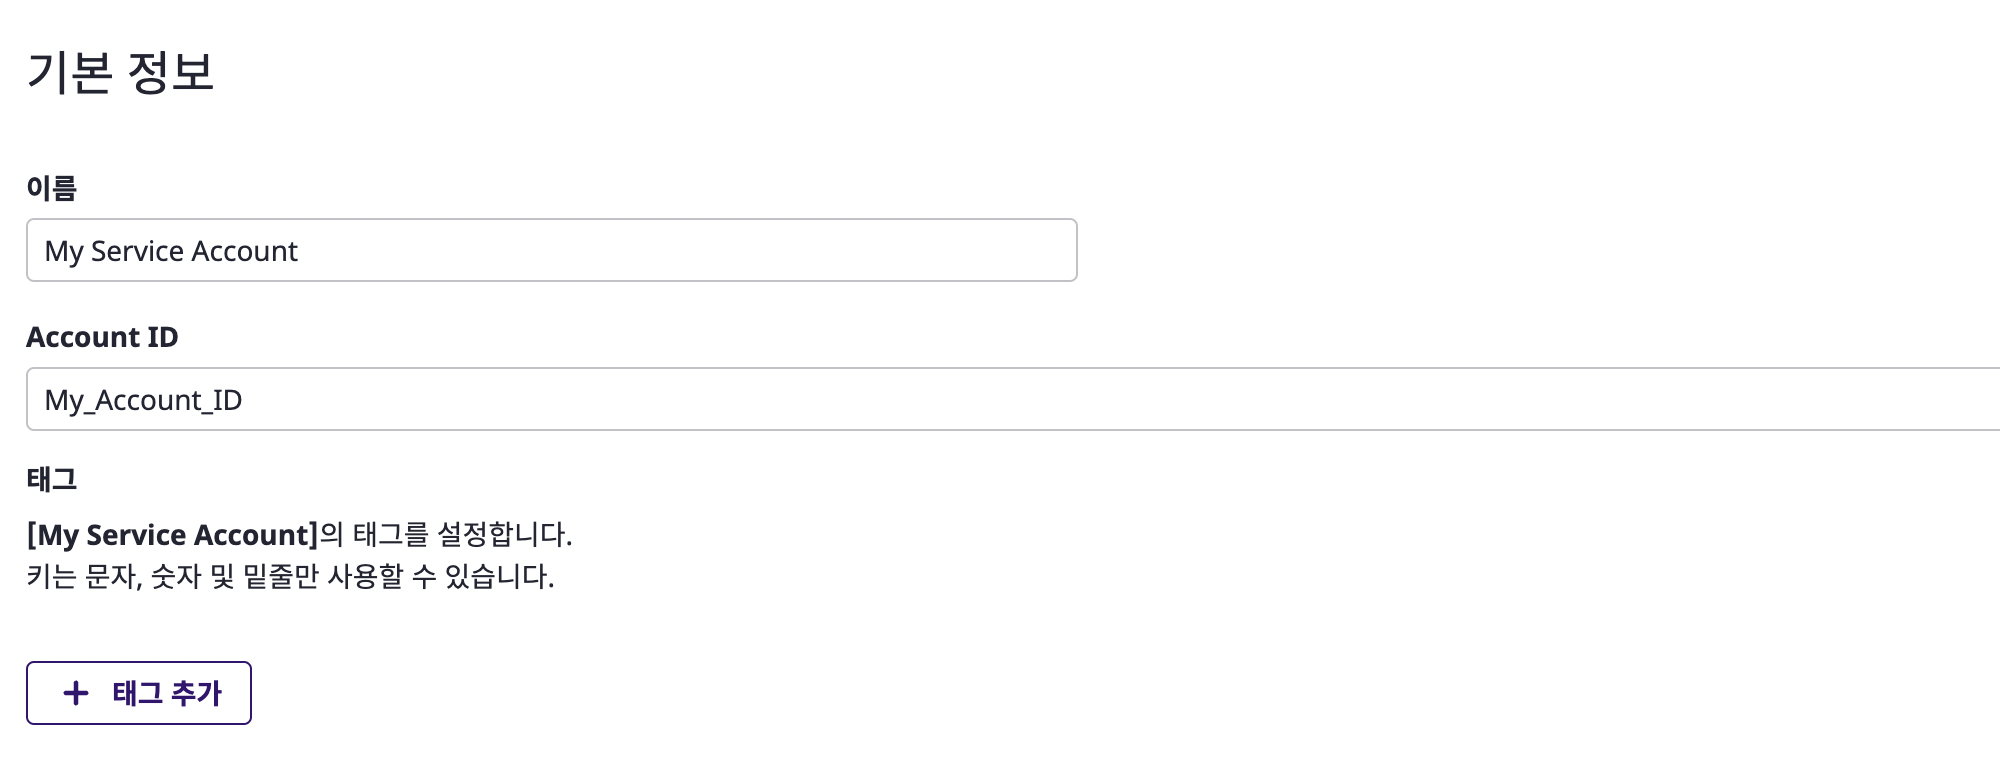 기본 정보
이름
My Service Account
Account ID
My_Account_ID
태그
[My Service Account]의 태그를 설정합니다.
키는 문자, 숫자 및 밑줄만 사용할 수 있습니다.
+ 태그 추가